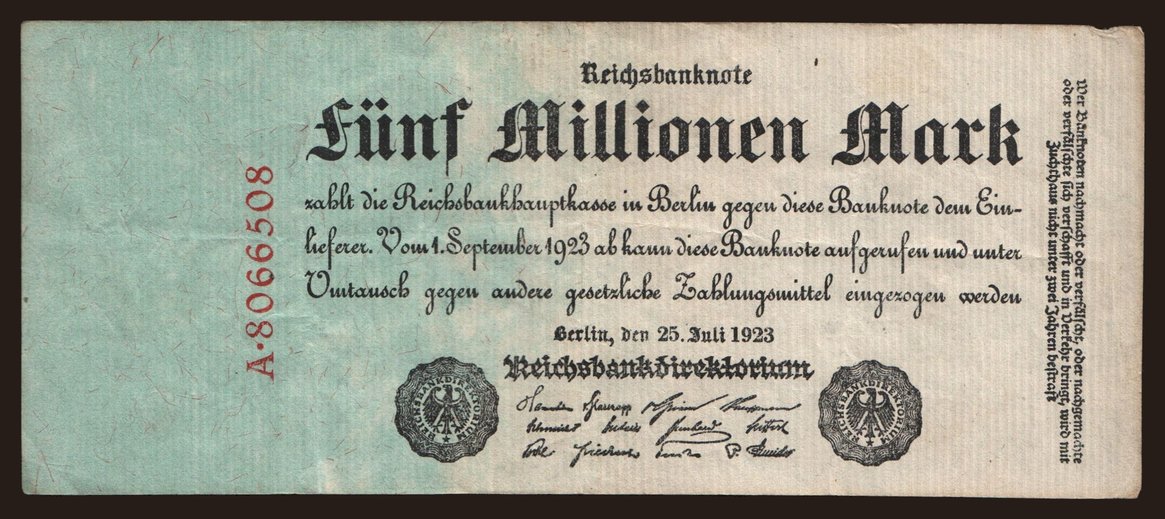 Reichsbanknote
Fünf Millionen Mark
zahlt die Reichsbankhauptkasse in Berlin gegen diese Banknote dem Ein-
lieferer. Vom 1. September 1923 ab kann diese Banknote aufgerufen und unter
Umtausch gegen andere gesetzliche Zahlungsmittel eingezogen werden
Berlin, den 25. Juli 1923
Reichsbankdirektorium
REICHSBANKDIREKTORIUM
REICHSBANKDIREKTORIUM
A·8066508
Wer Banknoten nachmacht oder verfälscht, oder nachgemachte
oder verfälschte sich verschafft und in Verkehr bringt, wird mit
Zuchthaus nicht unter zwei Jahren bestraft